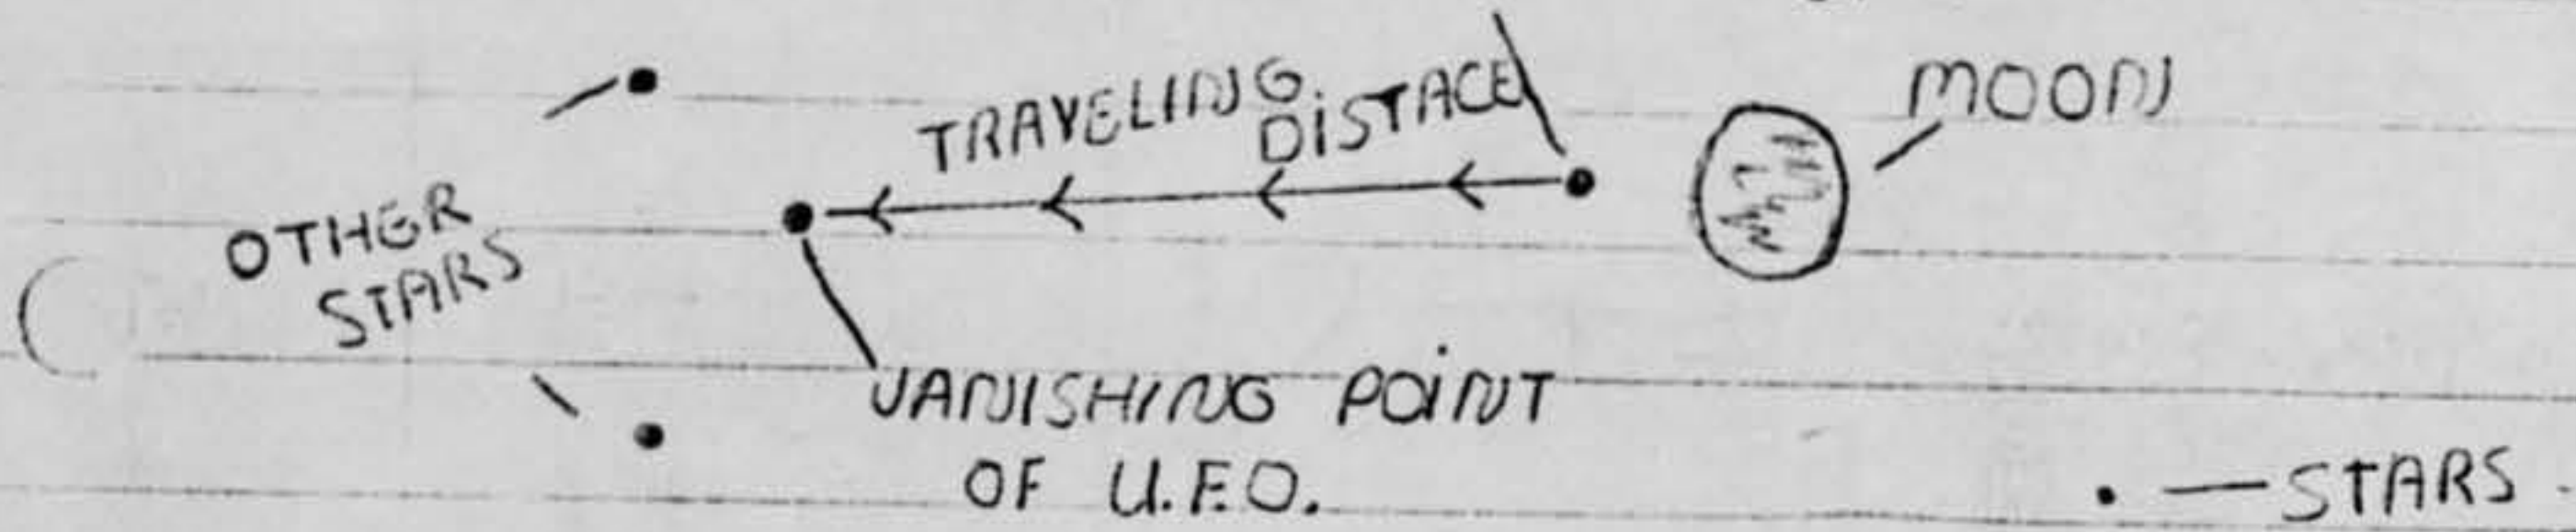 TRAVELING
DISTACE
MOON
OTHER
STARS
VANISHING POINT
OF U.F.O.
STARS